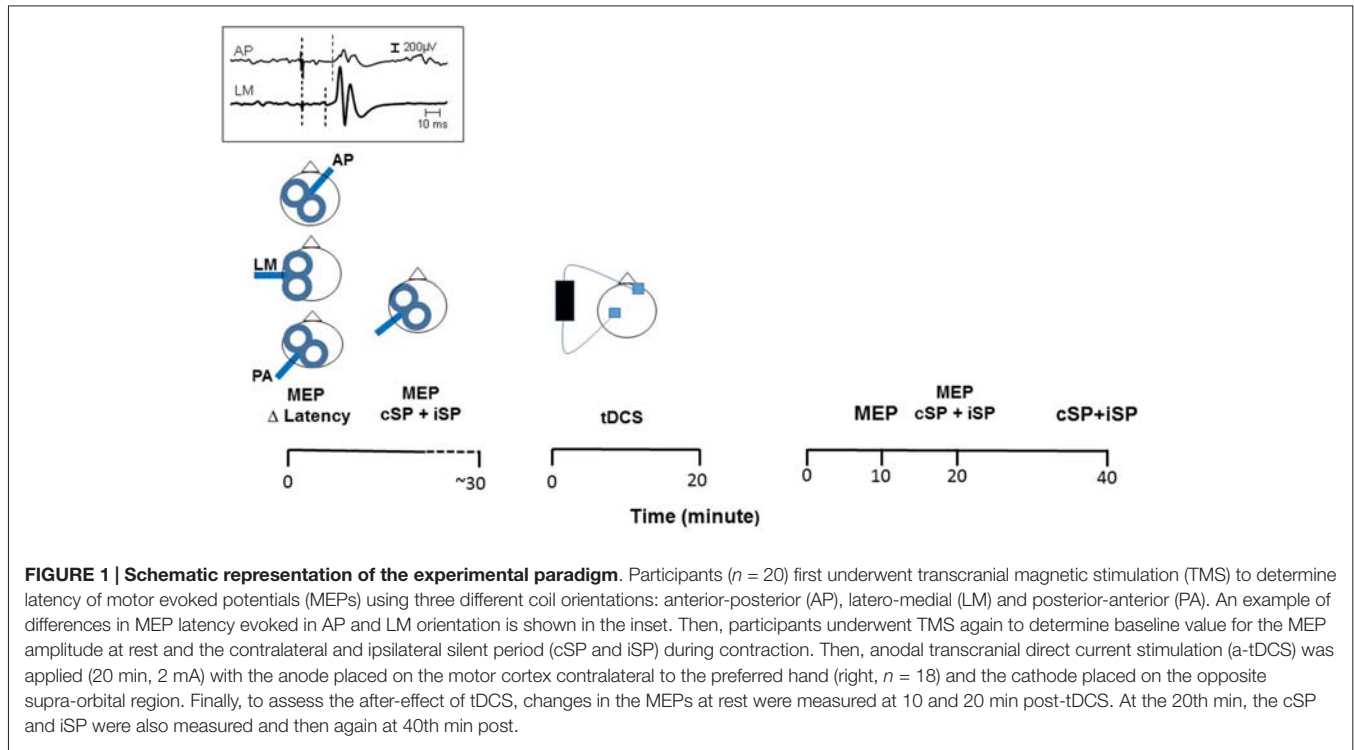 AP
200µV
LM
10 ms
AP
LM
PA
MEP
Δ Latency
MEP
cSP + iSP
tDCS
MEP
MEP
cSP + iSP
cSP+iSP
0
~30
0
20
0
10
20
40
Time (minute)
FIGURE 1 | Schematic representation of the experimental paradigm. Participants (n = 20) first underwent transcranial magnetic stimulation (TMS) to determine
latency of motor evoked potentials (MEPs) using three different coil orientations: anterior-posterior (AP), latero-medial (LM) and posterior-anterior (PA). An example of
differences in MEP latency evoked in AP and LM orientation is shown in the inset. Then, participants underwent TMS again to determine baseline value for the MEP
amplitude at rest and the contralateral and ipsilateral silent period (cSP and iSP) during contraction. Then, anodal transcranial direct current stimulation (a-tDCS) was
applied (20 min, 2 mA) with the anode placed on the motor cortex contralateral to the preferred hand (right, n = 18) and the cathode placed on the opposite
supra-orbital region. Finally, to assess the after-effect of tDCS, changes in the MEPs at rest were measured at 10 and 20 min post-tDCS. At the 20th min, the cSP
and iSP were also measured and then again at 40th min post.